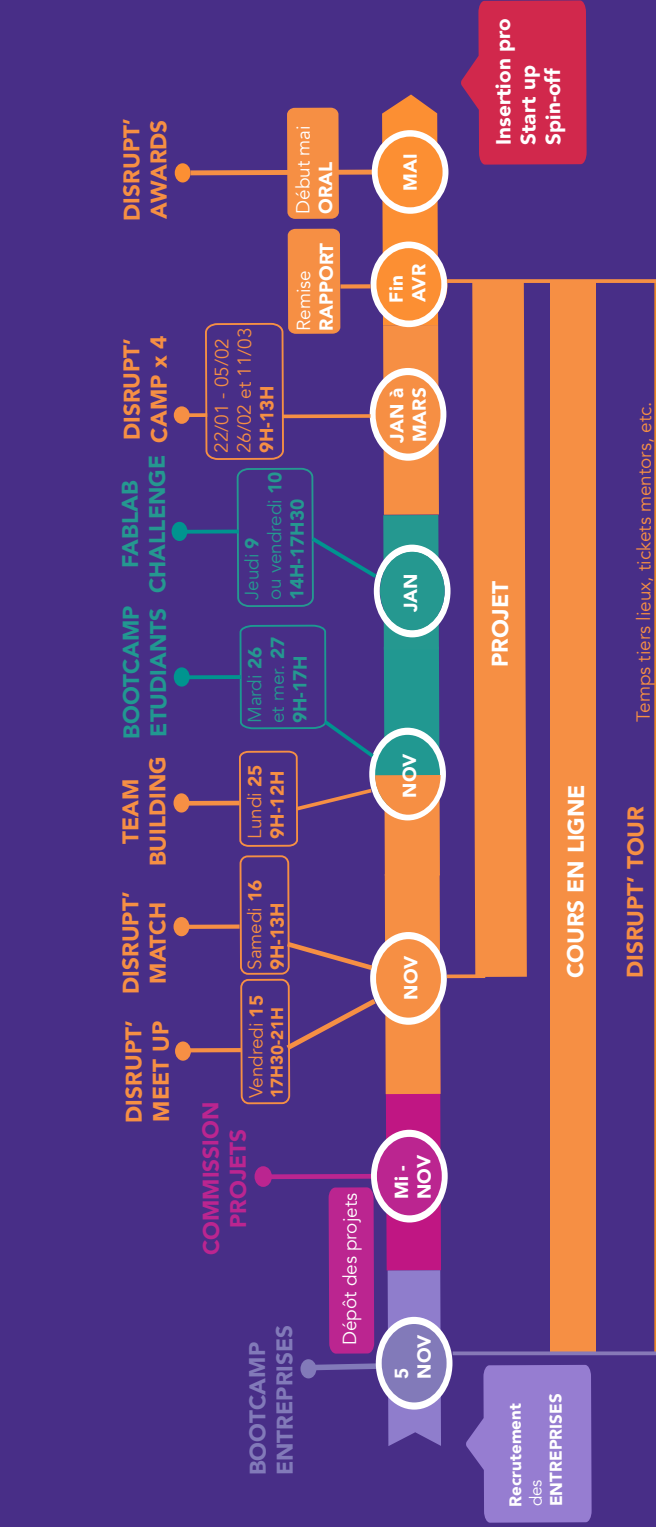 BOOTCAMP
ENTREPRISES
COMMISSION
PROJETS
DISRUPT’
MEET UP
DISRUPT’
MATCH
TEAM
BUILDING
BOOTCAMP
ETUDIANTS
FABLAB
CHALLENGE
DISRUPT’
CAMP x 4
DISRUPT’
AWARDS
Dépôt des projets
Vendredi 15
17H30-21H
Samedi 16
9H-13H
Lundi 25
9H-12H
Mardi 26
et mer. 27
9H-17H
Jeudi 9
ou vendredi 10
14H-17H30
22/01 - 05/02
26/02 et 11/03
9H-13H
Remise
RAPPORT
Début mai
ORAL
5
NOV
Mi -
NOV
NOV
NOV
JAN
JAN à
MARS
Fin
AVR
MAI
Recrutement
des
ENTREPRISES
Insertion pro
Start up
Spin-off
PROJET
COURS EN LIGNE
DISRUPT’ TOUR
Temps tiers lieux, tickets mentors, etc.